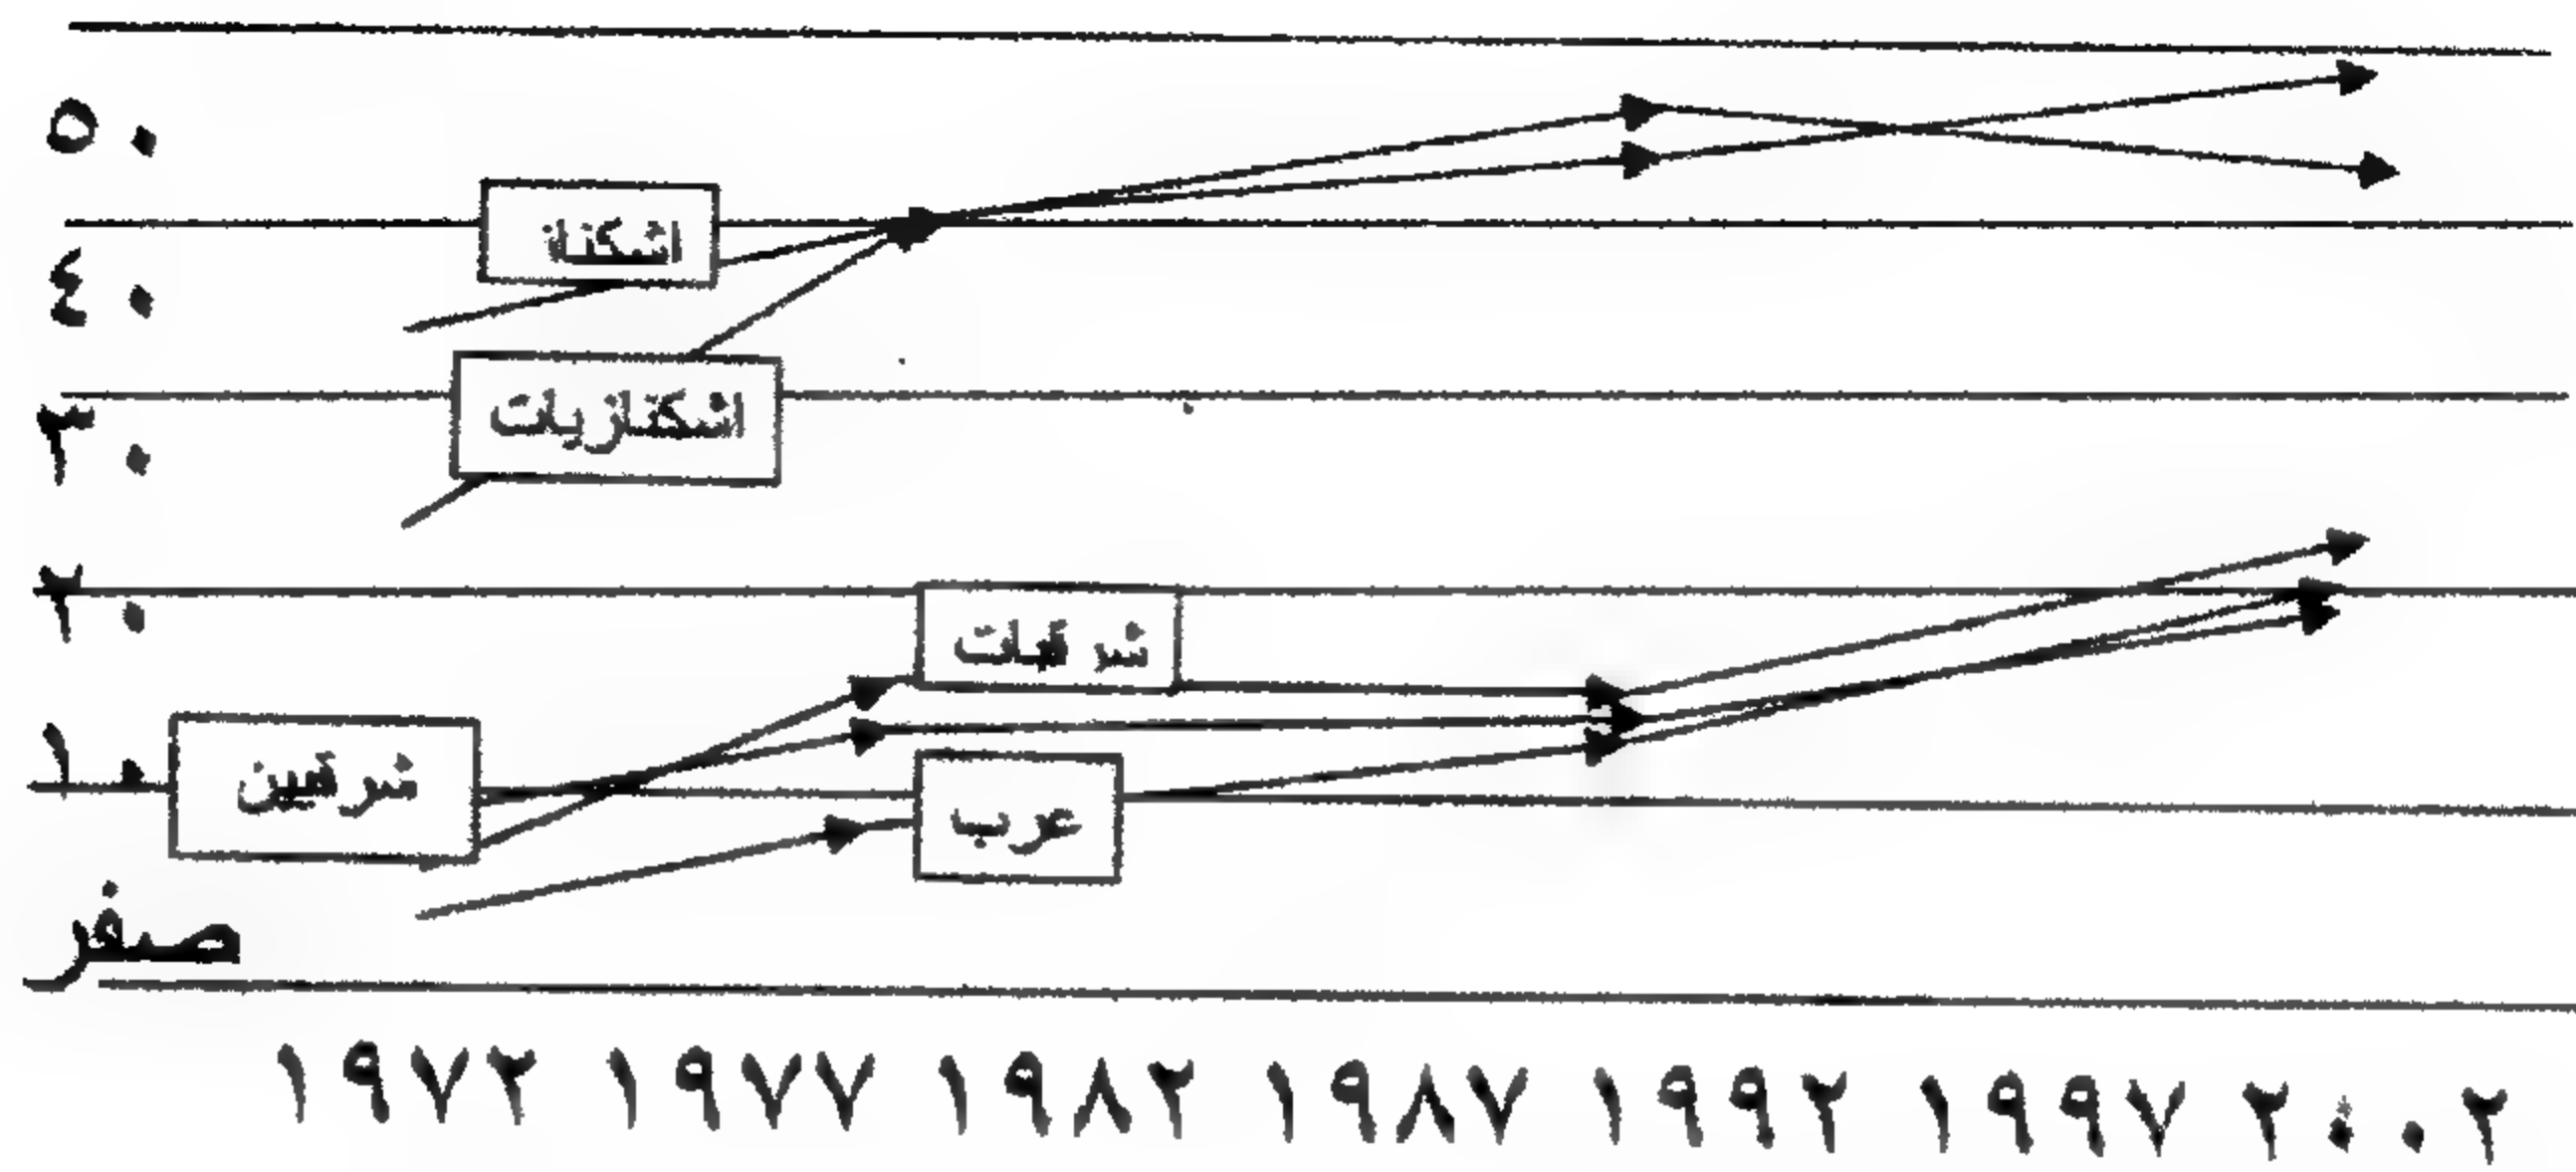 ٥٠
اشكناز
٤٠
اشكنازيات
٣٠
٢٠
شرقيات
١٠
شرقيين
عرب
صفر
١٩٧٢ ١٩٧٧ ١٩٨٢ ١٩٨٧ ١٩٩٢ ١٩٩٧ ٢٠٠٢